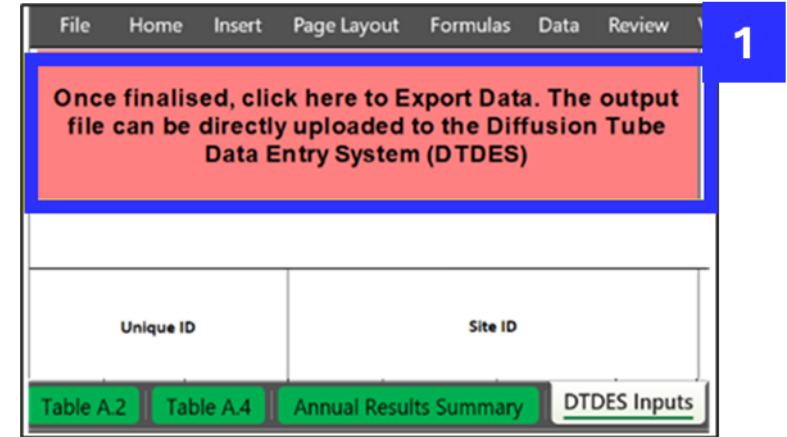 File Home Insert Page Layout Formulas Data Review
1
Once finalised, click here to Export Data. The output
file can be directly uploaded to the Diffusion Tube
Data Entry System (DTDES)
Unique ID Site ID
Table A.2 Table A.4 Annual Results Summary DTDES Inputs